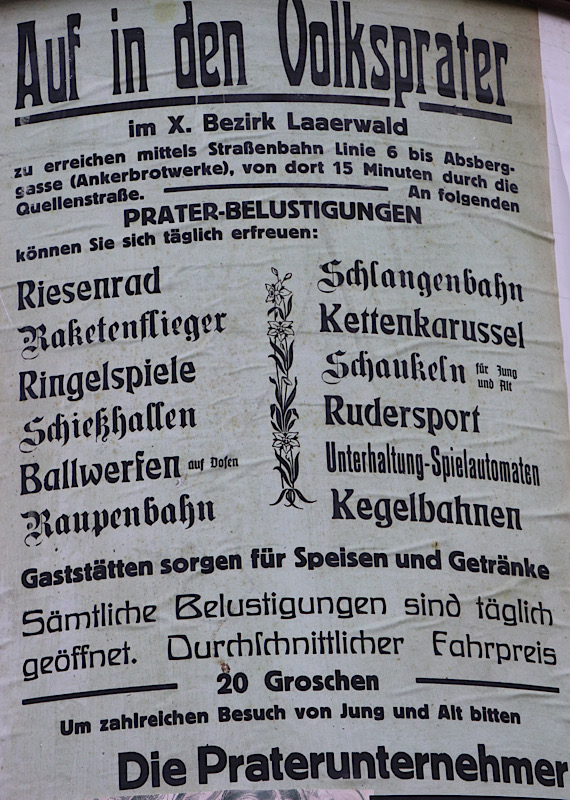 Auf in den Volksprater
im X. Bezirk Laaerwald
zu erreichen mittels Straßenbahn Linie 6 bis Absberg-
gasse (Ankerbrotwerke), von dort 15 Minuten durch die
Quellenstraße. An folgenden
PRATER-BELUSTIGUNGEN
können Sie sich täglich erfreuen:
Riesenrad
Raketenflieger
Ringelspiele
Schießhallen
Ballwerfen auf Dosen
Raupenbahn
Schlangenbahn
Kettenkarussel
Schaukeln für Jung und Alt
Rudersport
Unterhaltung-Spielautomaten
Kegelbahnen
Gaststätten sorgen für Speisen und Getränke
Sämtliche Belustigungen sind täglich
geöffnet. Durchschnittlicher Fahrpreis
20 Groschen
Um zahlreichen Besuch von Jung und Alt bitten
Die Praterunternehmer